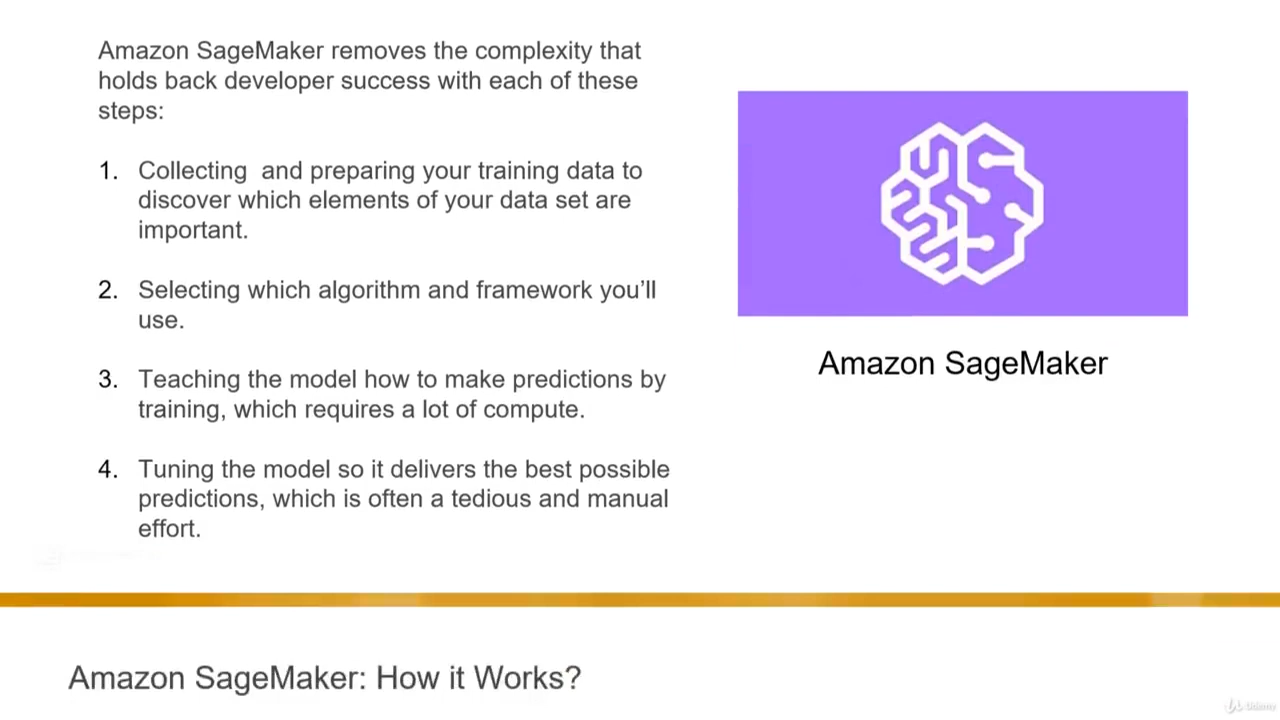 Amazon SageMaker removes the complexity that
holds back developer success with each of these
steps:
1. Collecting and preparing your training data to
discover which elements of your data set are
important.
2. Selecting which algorithm and framework you'll
use.
3. Teaching the model how to make predictions by
training, which requires a lot of compute.
4. Tuning the model so it delivers the best possible
predictions, which is often a tedious and manual
effort.
Amazon SageMaker
Amazon SageMaker: How it Works?
Udemy